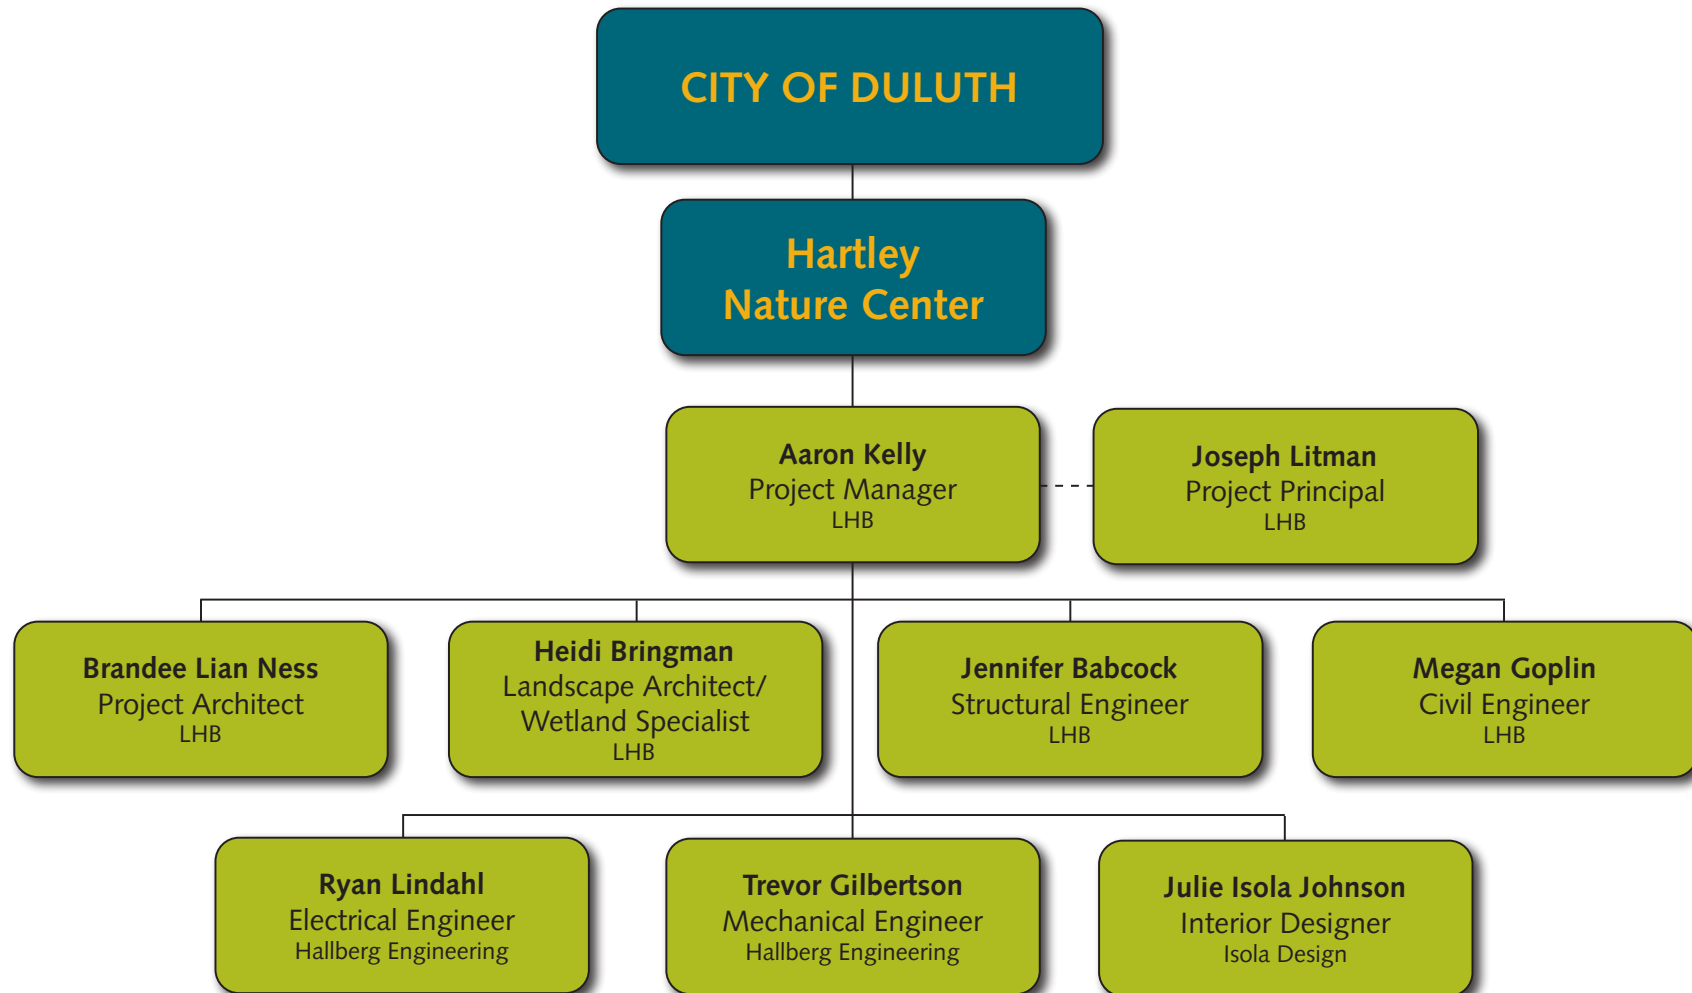 CITY OF DULUTH
Hartley
Nature Center
Aaron Kelly
Project Manager
LHB
Joseph Litman
Project Principal
LHB
Brandee Lian Ness
Project Architect
LHB
Heidi Bringman
Landscape Architect/
Wetland Specialist
LHB
Jennifer Babcock
Structural Engineer
LHB
Megan Goplin
Civil Engineer
LHB
Ryan Lindahl
Electrical Engineer
Hallberg Engineering
Trevor Gilbertson
Mechanical Engineer
Hallberg Engineering
Julie Isola Johnson
Interior Designer
Isola Design